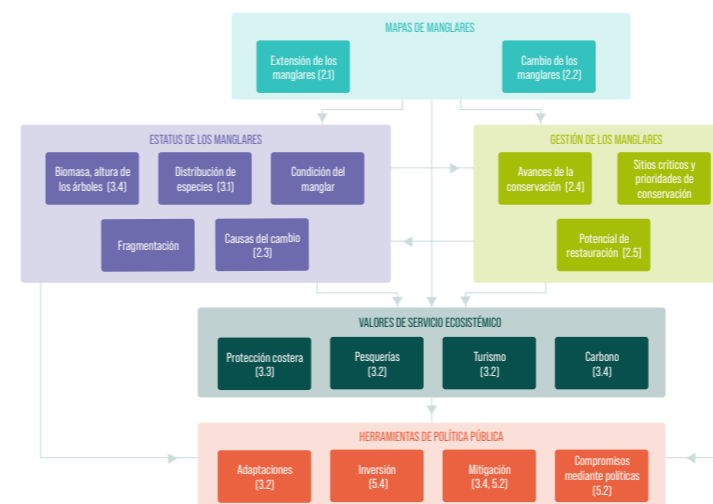 MAPAS DE MANGLARES
Extensión de los
manglares (2.1)
Cambio de los
manglares (2.2)
ESTATUS DE LOS MANGLARES
Biomasa, altura de
los árboles (3.4)
Distribución de
especies (3.1)
Condición del
manglar
Fragmentación
Causas del cambio
(2.3)
GESTIÓN DE LOS MANGLARES
Avances de la
conservación (2.4)
Sitios críticos y
prioridades de
conservación
Potencial de
restauración (2.5)
VALORES DE SERVICIO ECOSISTÉMICO
Protección costera
(3.3)
Pesquerías
(3.2)
Turismo
(3.2)
Carbono
(3.4)
HERRAMIENTAS DE POLÍTICA PÚBLICA
Adaptaciones
(3.2)
Inversión
(5.4)
Mitigación
(3.4, 5.2)
Compromisos
mediante políticas
(5.2)